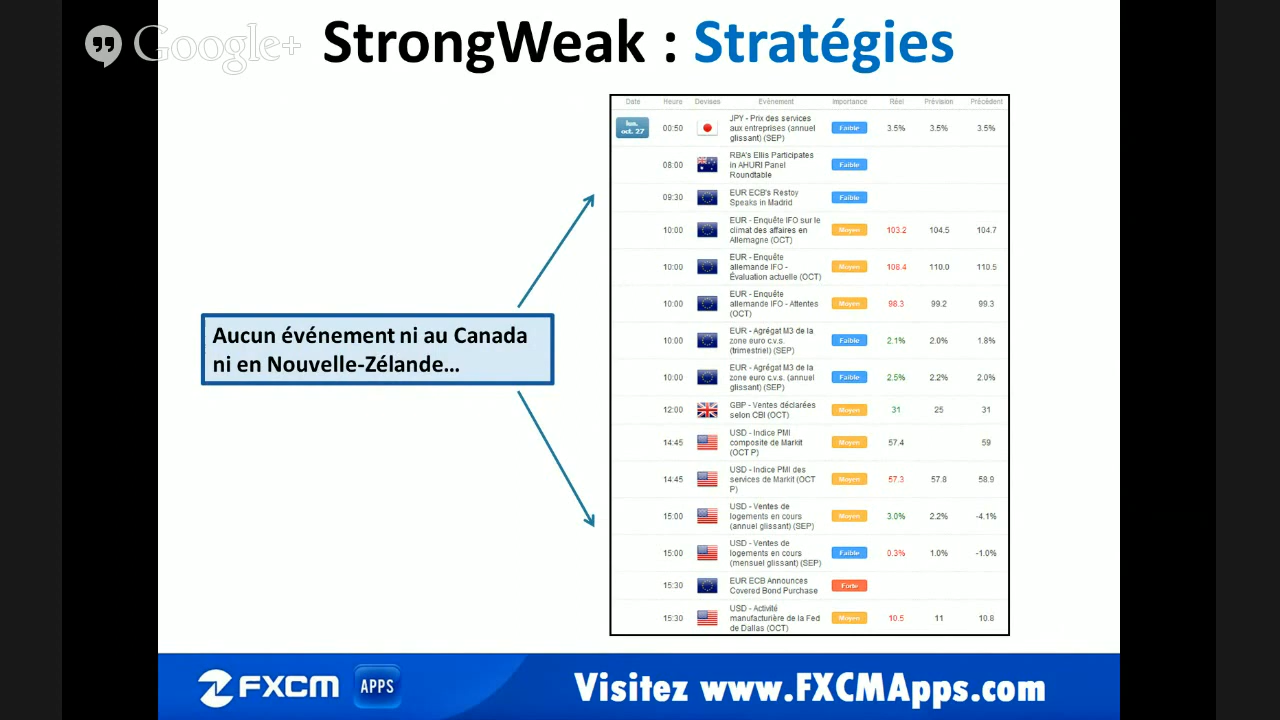 Google+
StrongWeak : Stratégies
Date Heure Devises Evénement Importance Réel Prévision Précédent
lun.
oct. 27
00:50
JPY - Prix des services
aux entreprises (annuel
glissant) (SEP)
Faible 3.5% 3.5% 3.5%
08:00
RBA's Ellis Participates
in AHURI Panel
Roundtable
Faible
09:30
EUR ECB's Restoy
Speaks in Madrid
Faible
10:00
EUR - Enquête IFO sur le
climat des affaires en
Allemagne (OCT)
Moyen 103.2 104.5 104.7
10:00
EUR - Enquête
allemande IFO -
Évaluation actuelle (OCT)
Moyen 108.4 110.0 110.5
10:00
EUR - Enquête
allemande IFO - Attentes
(OCT)
Moyen 98.3 99.2 99.3
10:00
EUR - Agrégat M3 de la
zone euro c.v.s.
(trimestriel) (SEP)
Faible 2.1% 2.0% 1.8%
10:00
EUR - Agrégat M3 de la
zone euro c.v.s. (annuel
glissant) (SEP)
Faible 2.5% 2.2% 2.0%
12:00
GBP - Ventes déclarées
selon CBI (OCT)
Moyen 31 25 31
14:45
USD - Indice PMI
composite de Markit
(OCT P)
Moyen 57.4 59
14:45
USD - Indice PMI des
services de Markit (OCT
P)
Moyen 57.3 57.8 58.9
15:00
USD - Ventes de
logements en cours
(annuel glissant) (SEP)
Moyen 3.0% 2.2% -4.1%
15:00
USD - Ventes de
logements en cours
(mensuel glissant) (SEP)
Faible 0.3% 1.0% -1.0%
15:30
EUR ECB Announces
Covered Bond Purchase
Forte
15:30
USD - Activité
manufacturière de la Fed
de Dallas (OCT)
Moyen 10.5 11 10.8
Aucun événement ni au Canada
ni en Nouvelle-Zélande…
FXCM APPS
Visitez www.FXCMApps.com